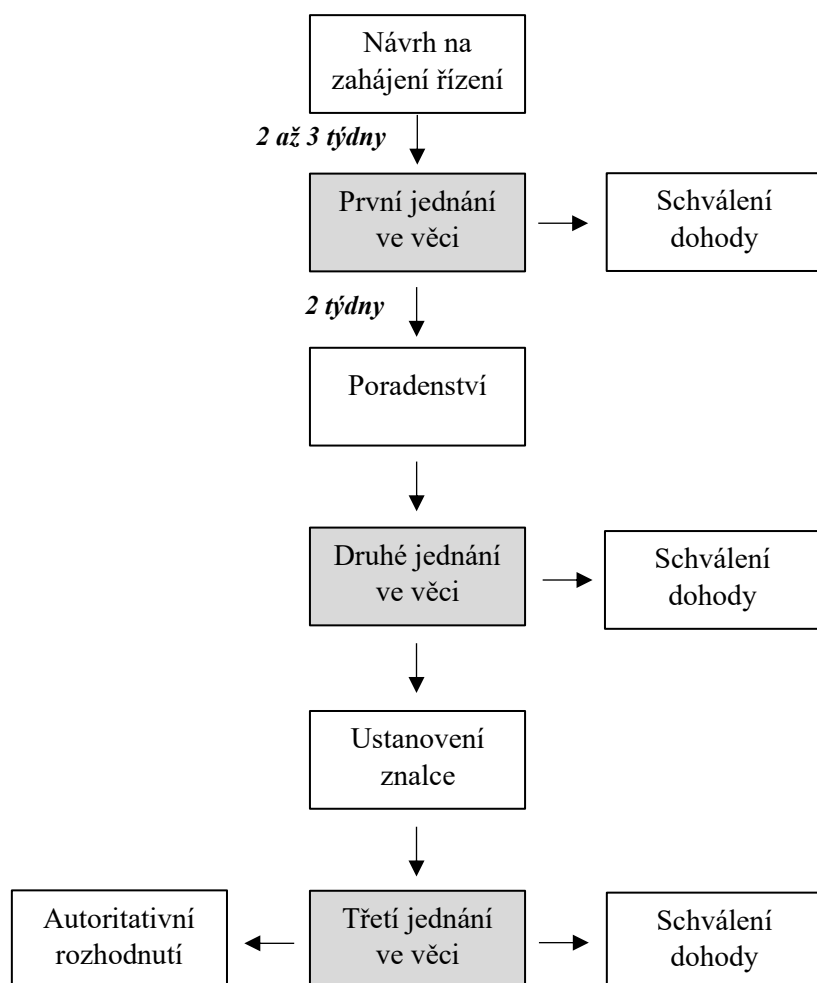 Návrh na
zahájení řízení
2 až 3 týdny
První jednání
ve věci
Schválení
dohody
2 týdny
Poradenství
Druhé jednání
ve věci
Schválení
dohody
Ustanovení
znalce
Autoritativní
rozhodnutí
Třetí jednání
ve věci
Schválení
dohody